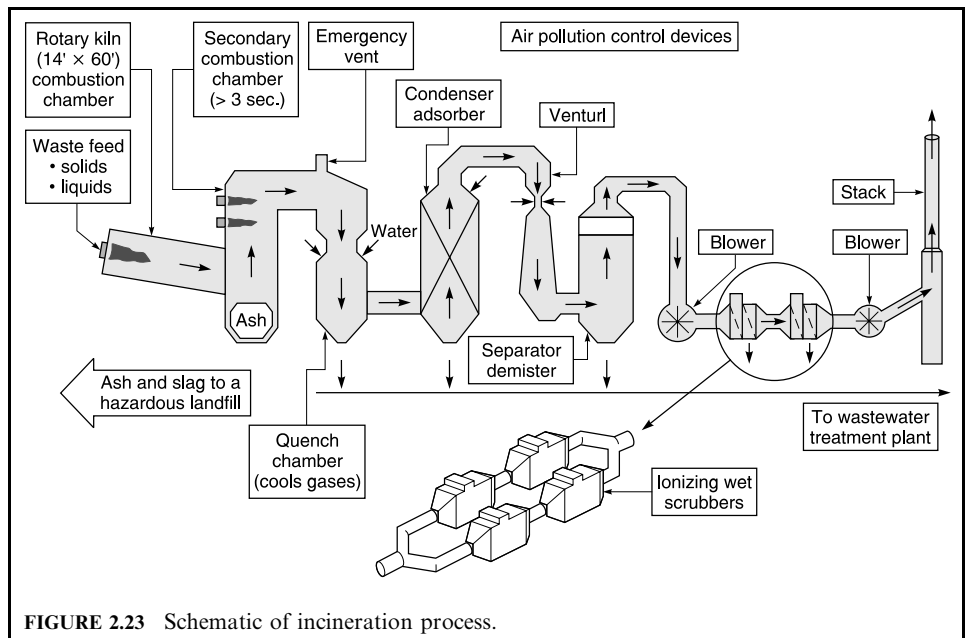 Rotary kiln
(14' × 60')
combustion
chamber
Secondary
combustion
chamber
(> 3 sec.)
Emergency
vent
Air pollution control devices
Condenser
adsorber
Venturl
Waste feed
• solids
• liquids
Stack
Water
Blower
Blower
Ash
Separator
demister
Ash and slag to a
hazardous landfill
To wastewater
treatment plant
Quench
chamber
(cools gases)
Ionizing wet
scrubbers
FIGURE 2.23 Schematic of incineration process.